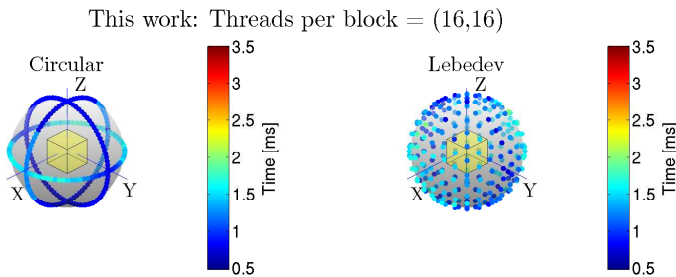 This work: Threads per block = (16,16)
Circular
Z
X
Y
3.5
3
2.5
2
1.5
1
0.5
Time [ms]
Lebedev
Z
X
Y
3.5
3
2.5
2
1.5
1
0.5
Time [ms]